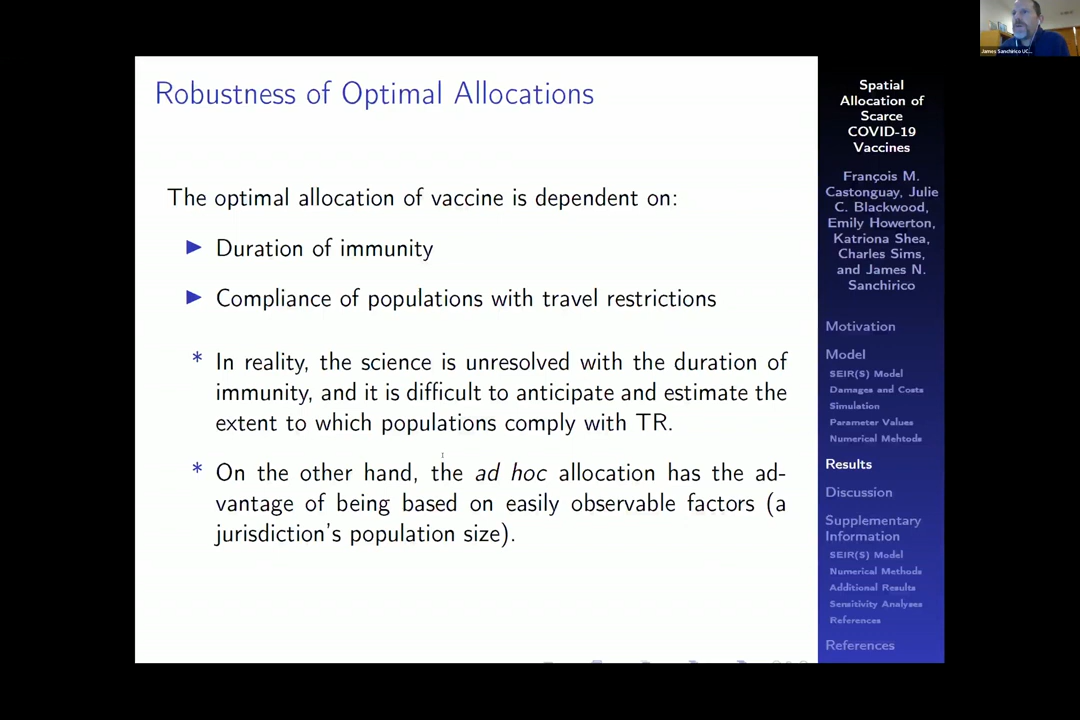 Robustness of Optimal Allocations
The optimal allocation of vaccine is dependent on:
▶ Duration of immunity
▶ Compliance of populations with travel restrictions
* In reality, the science is unresolved with the duration of
immunity, and it is difficult to anticipate and estimate the
extent to which populations comply with TR.
* On the other hand, the ad hoc allocation has the ad-
vantage of being based on easily observable factors (a
jurisdiction's population size).
James Sanchirico UC...
Spatial
Allocation of
Scarce
COVID-19
Vaccines
François M.
Castonguay, Julie
C. Blackwood,
Emily Howerton,
Katriona Shea,
Charles Sims,
and James N.
Sanchirico
Motivation
Model
SEIR(S) Model
Damages and Costs
Simulation
Parameter Values
Numerical Mehtods
Results
Discussion
Supplementary
Information
SEIR(S) Model
Numerical Methods
Additional Results
Sensitivity Analyses
References
References